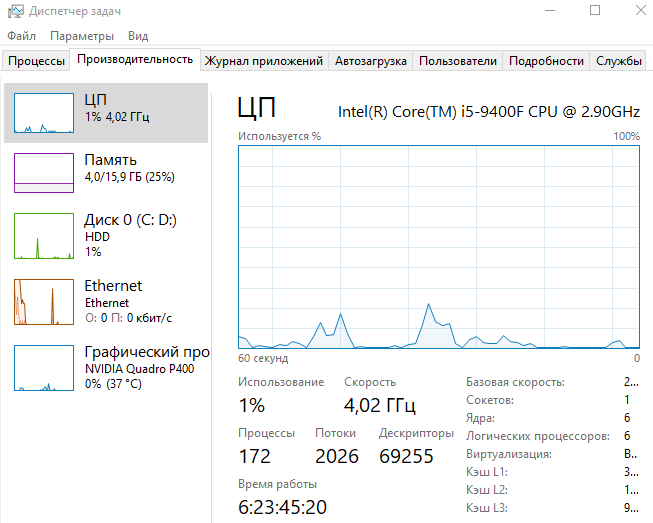 Диспетчер задач
Файл Параметры Вид
Процессы Производительность Журнал приложений Автозагрузка Пользователи Подробности Службы
ЦП
1% 4,02 ГГц
Память
4,0/15,9 ГБ (25%)
Диск 0 (C: D:)
HDD
1%
Ethernet
Ethernet
О: 0 П: 0 кбит/с
Графический про
NVIDIA Quadro P400
0% (37 °C)
ЦП Intel(R) Core(TM) i5-9400F CPU @ 2.90GHz
Используется % 100%
60 секунд 0
Использование Скорость
1% 4,02 ГГц
Процессы Потоки Дескрипторы
172 2026 69255
Время работы
6:23:45:20
Базовая скорость: 2...
Сокетов: 1
Ядра: 6
Логических процессоров: 6
Виртуализация: В..
Кэш L1: 3...
Кэш L2: 1...
Кэш L3: 9...